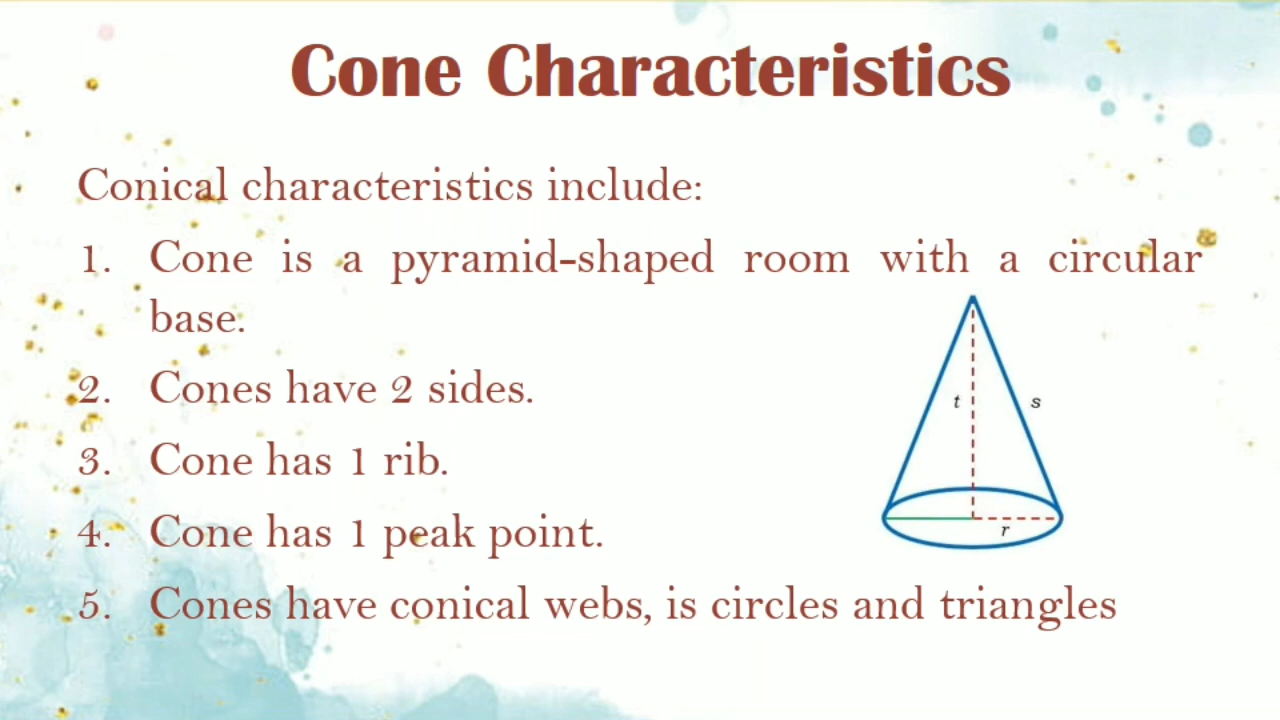 Cone Characteristics
Conical characteristics include:
1. Cone is a pyramid-shaped room with a circular
base.
2. Cones have 2 sides.
3. Cone has 1 rib.
4. Cone has 1 peak point.
5. Cones have conical webs, is circles and triangles
t
s
r